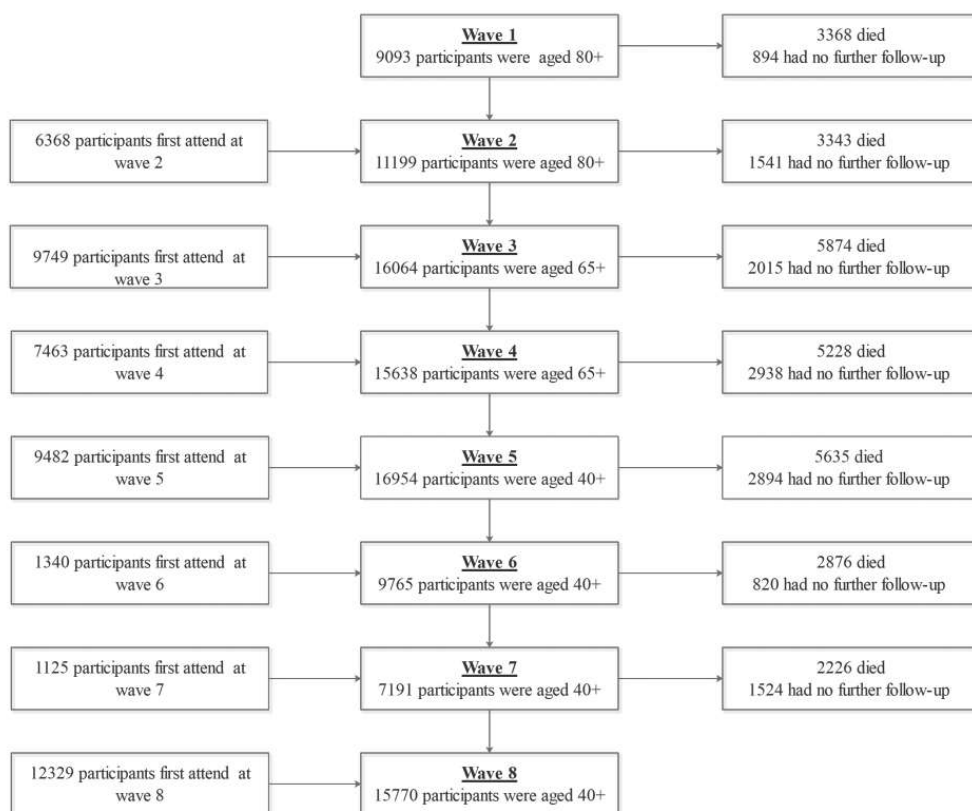 Wave 1
9093 participants were aged 80+
3368 died
894 had no further follow-up
6368 participants first attend at
wave 2
Wave 2
11199 participants were aged 80+
3343 died
1541 had no further follow-up
9749 participants first attend at
wave 3
Wave 3
16064 participants were aged 65+
5874 died
2015 had no further follow-up
7463 participants first attend at
wave 4
Wave 4
15638 participants were aged 65+
5228 died
2938 had no further follow-up
9482 participants first attend at
wave 5
Wave 5
16954 participants were aged 40+
5635 died
2894 had no further follow-up
1340 participants first attend at
wave 6
Wave 6
9765 participants were aged 40+
2876 died
820 had no further follow-up
1125 participants first attend at
wave 7
Wave 7
7191 participants were aged 40+
2226 died
1524 had no further follow-up
12329 participants first attend at
wave 8
Wave 8
15770 participants were aged 40+